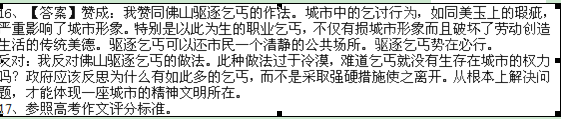 16、【答案】赞成：我赞同佛山驱逐乞丐的作法。城市中的乞讨行为，如同美玉上的瑕疵，
严重影响了城市形象。特别是以此为生的职业乞丐，不仅有损城市形象而且破坏了劳动创造
生活的传统美德。驱逐乞丐可以还市民一个清静的公共场所。驱逐乞丐势在必行。
反对：我反对佛山驱逐乞丐的做法。此种做法过于冷漠，难道乞丐就没有生存在城市的权力
吗？政府应该反思为什么有如此多的乞丐，而不是采取强硬措施使之离开。从根本上解决问
题，才能体现一座城市的精神文明所在。
17、参照高考作文评分标准。